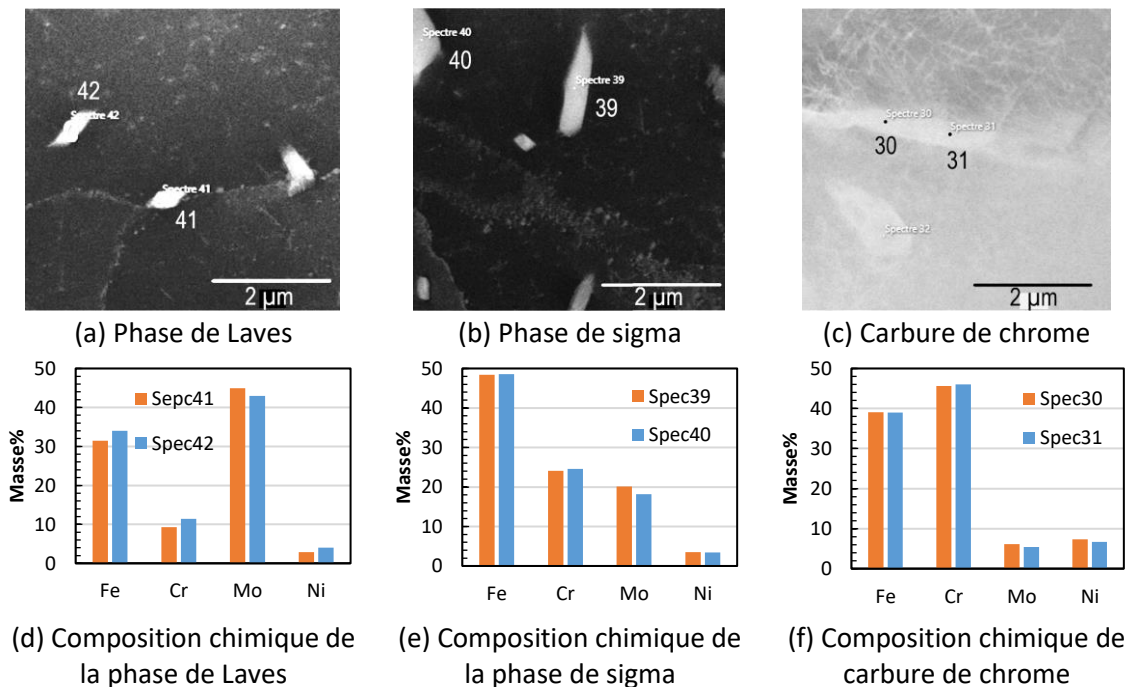 42
Spectre 42
Spectre 41
41
2 µm
(a) Phase de Laves
Spectre 40
40
Spectre 39
39
2 µm
(b) Phase de sigma
Spectre 30
Spectre 31
30
31
Spectre 32
2 µm
(c) Carbure de chrome
Masse%
50
40
30
20
10
0
Sepc41
Spec42
Fe Cr Mo Ni
(d) Composition chimique de
la phase de Laves
Masse%
50
40
30
20
10
0
Spec39
Spec40
Fe Cr Mo Ni
(e) Composition chimique de
la phase de sigma
Masse%
50
40
30
20
10
0
Spec30
Spec31
Fe Cr Mo Ni
(f) Composition chimique de
carbure de chrome